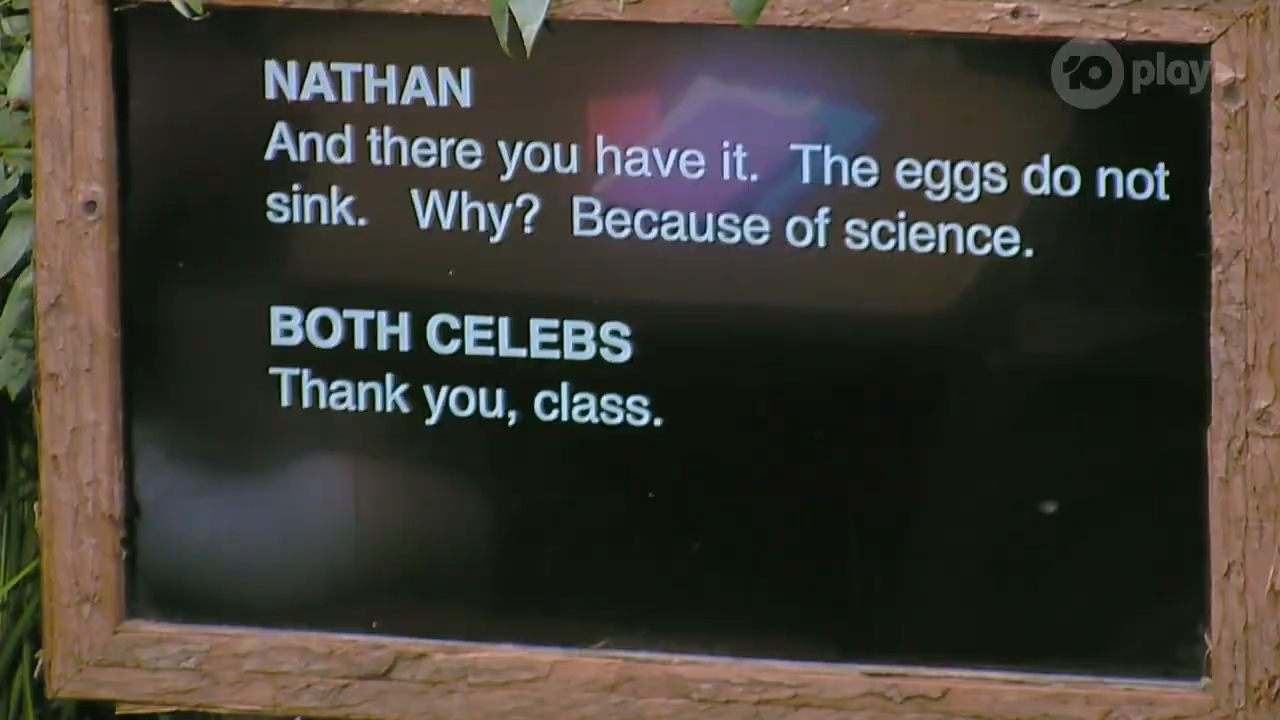 10 play
NATHAN
And there you have it. The eggs do not
sink. Why? Because of science.
BOTH CELEBS
Thank you, class.